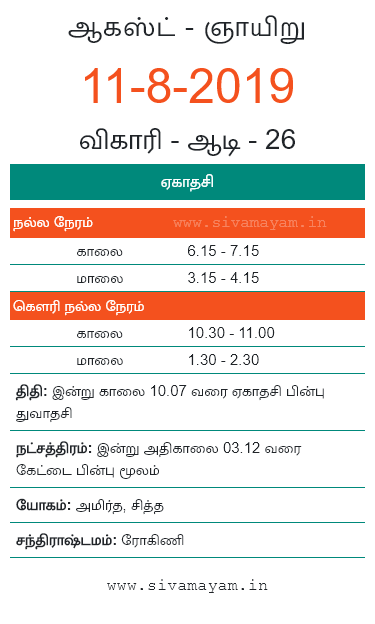 ஆகஸ்ட் - ஞாயிறு
11-8-2019
விகாரி - ஆடி - 26
ஏகாதசி
நல்ல நேரம் www.sivamayam.in
காலை 6.15 - 7.15
மாலை 3.15 - 4.15
கௌரி நல்ல நேரம்
காலை 10.30 - 11.00
மாலை 1.30 - 2.30
திதி: இன்று காலை 10.07 வரை ஏகாதசி பின்பு
துவாதசி
நட்சத்திரம்: இன்று அதிகாலை 03.12 வரை
கேட்டை பின்பு மூலம்
யோகம்: அமிர்த, சித்த
சந்திராஷ்டமம்: ரோகிணி
www.sivamayam.in